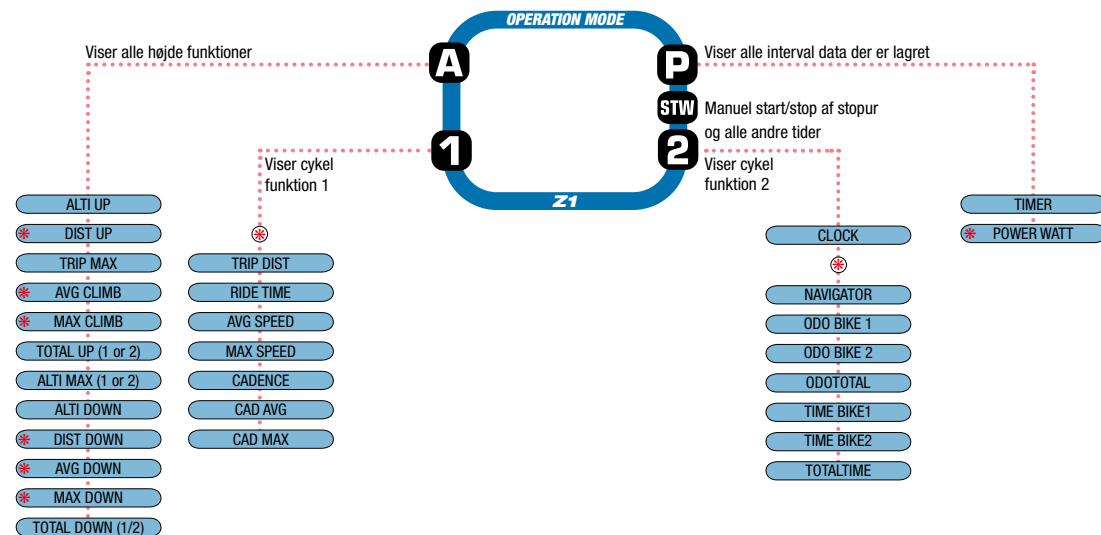 OPERATION MODE
Viser alle højde funktioner
A
P
Viser alle interval data der er lagret
STW
Manuel start/stop af stopur
og alle andre tider
1
2
Viser cykel
funktion 1
Viser cykel
funktion 2
Z1
ALTI UP
DIST UP
TRIP MAX
AVG CLIMB
MAX CLIMB
TOTAL UP (1 or 2)
ALTI MAX (1 or 2)
ALTI DOWN
DIST DOWN
AVG DOWN
MAX DOWN
TOTAL DOWN (1/2)
TRIP DIST
RIDE TIME
AVG SPEED
MAX SPEED
CADENCE
CAD AVG
CAD MAX
CLOCK
NAVIGATOR
ODO BIKE 1
ODO BIKE 2
ODOTOTAL
TIME BIKE1
TIME BIKE2
TOTALTIME
TIMER
POWER WATT